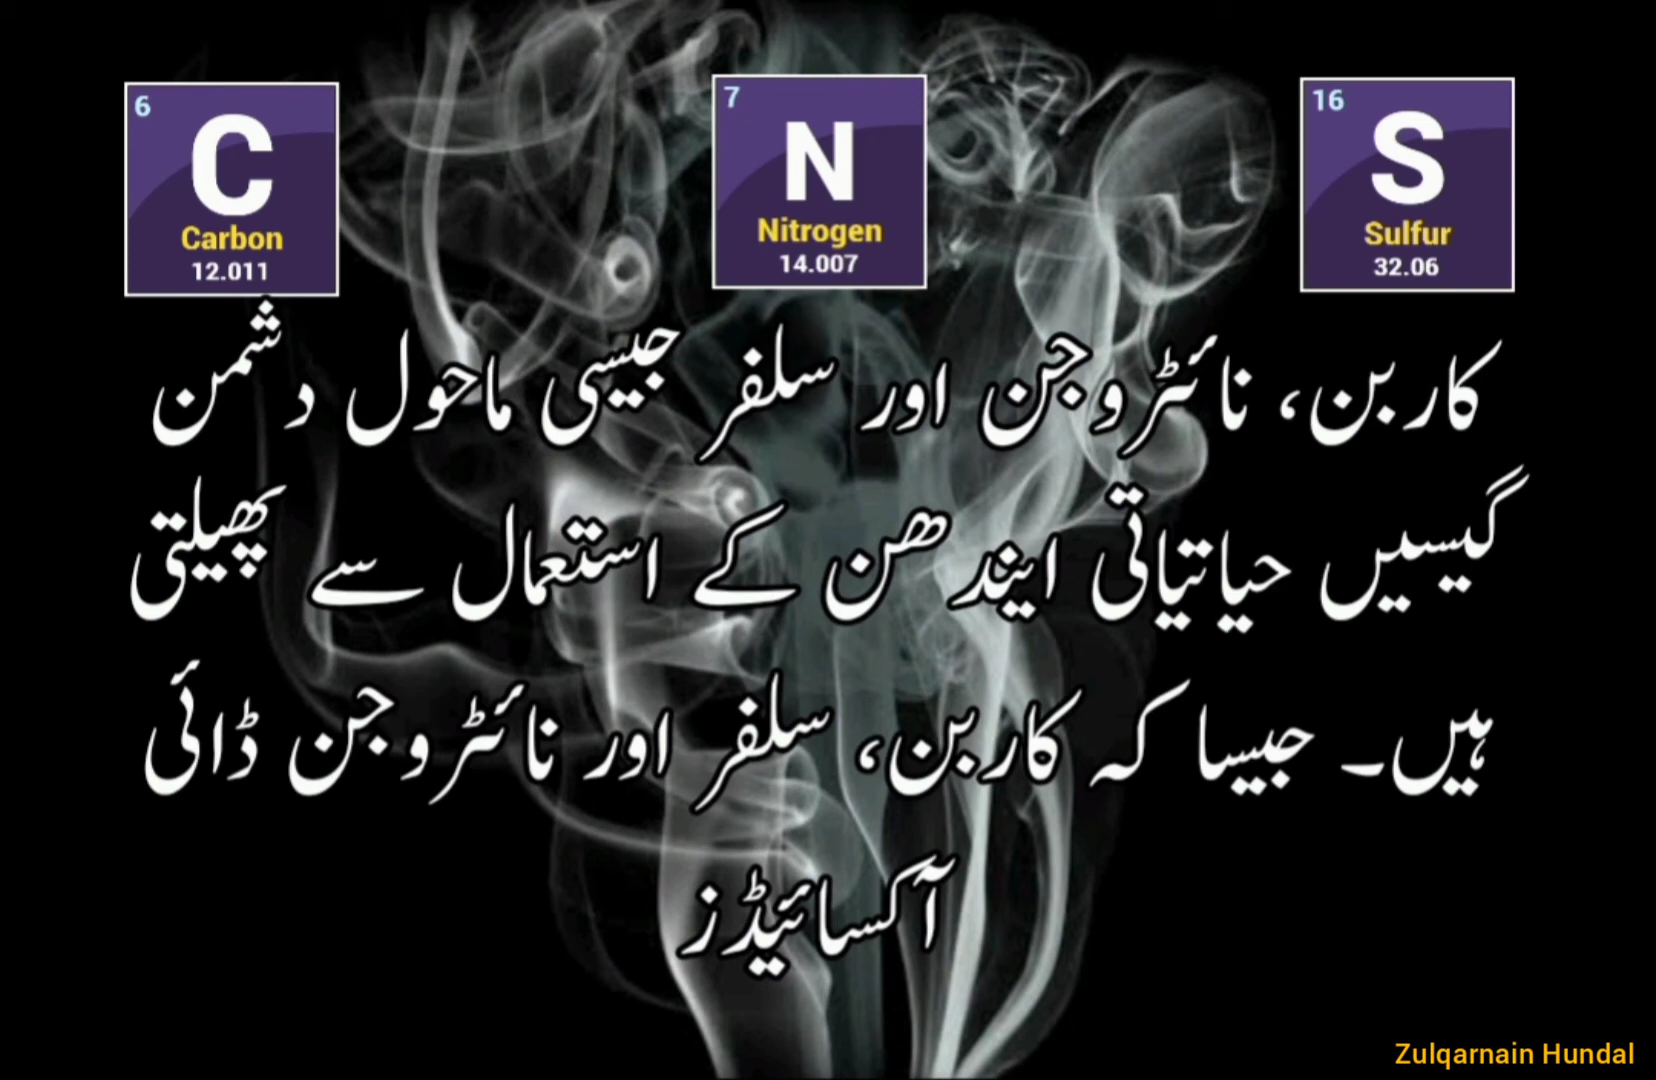 6
C
Carbon
12.011
7
N
Nitrogen
14.007
16
S
Sulfur
32.06
کاربن، نائٹروجن اور سلفر جیسی ماحول دشمن
گیسیں حیاتیاتی ایندھن کے استعمال سے پھیلتی
ہیں۔ جیسا کہ کاربن، سلفر اور نائٹروجن ڈائی
آکسائیڈز
Zulqarnain Hundal